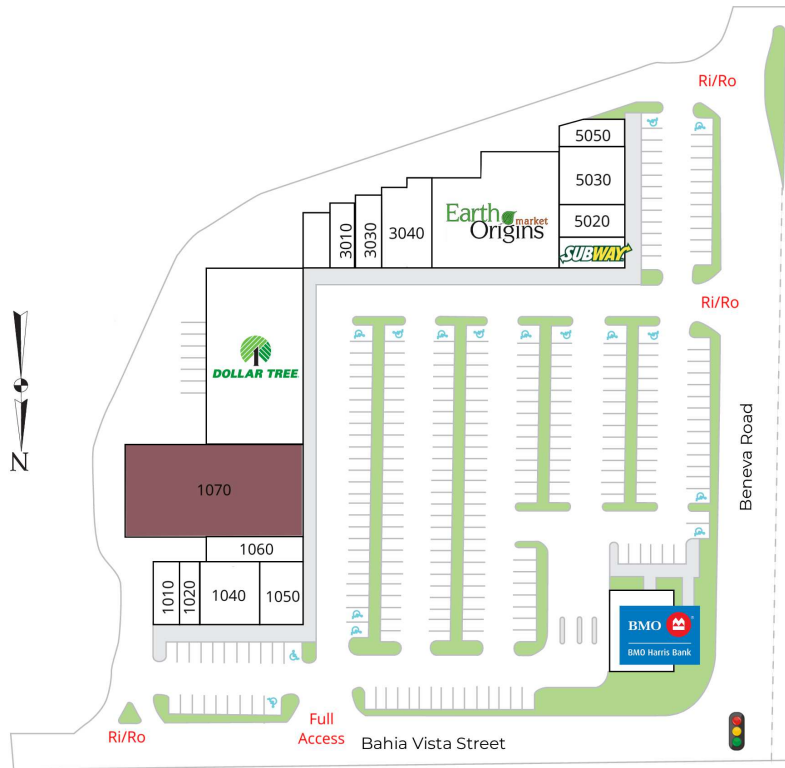 Ri/Ro
5050
5030
5020
SUBWAY
Earth
market
Origins
3010
3030
3040
Ri/Ro
DOLLAR TREE
N
Beneva Road
1070
1060
1010
1020
1040
1050
BMO
BMO Harris Bank
Ri/Ro
Full
Access
Bahia Vista Street